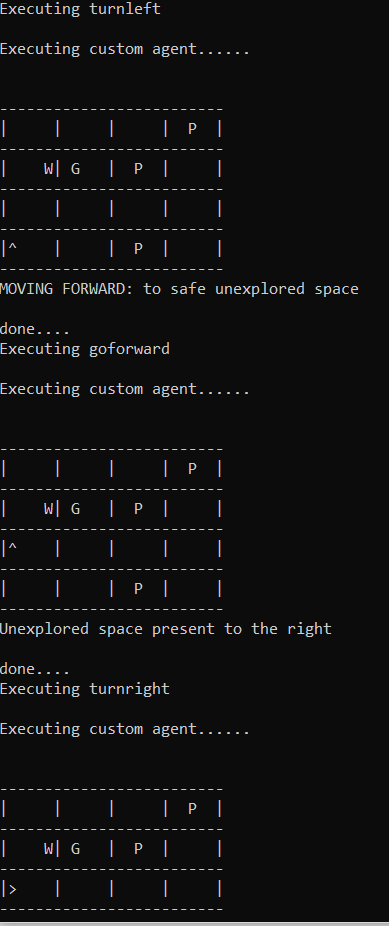 Executing turnleft
Executing custom agent......
-------------------------
|     |     |     |  P  |
-------------------------
|    W| G   |  P  |     |
-------------------------
|     |     |     |     |
-------------------------
|^    |     |  P  |     |
-------------------------
MOVING FORWARD: to safe unexplored space
done....
Executing goforward
Executing custom agent......
-------------------------
|     |     |     |  P  |
-------------------------
|    W| G   |  P  |     |
-------------------------
|^    |     |     |     |
-------------------------
|     |     |  P  |     |
-------------------------
Unexplored space present to the right
done....
Executing turnright
Executing custom agent......
-------------------------
|     |     |     |  P  |
-------------------------
|    W| G   |  P  |     |
-------------------------
|>    |     |     |     |
-------------------------